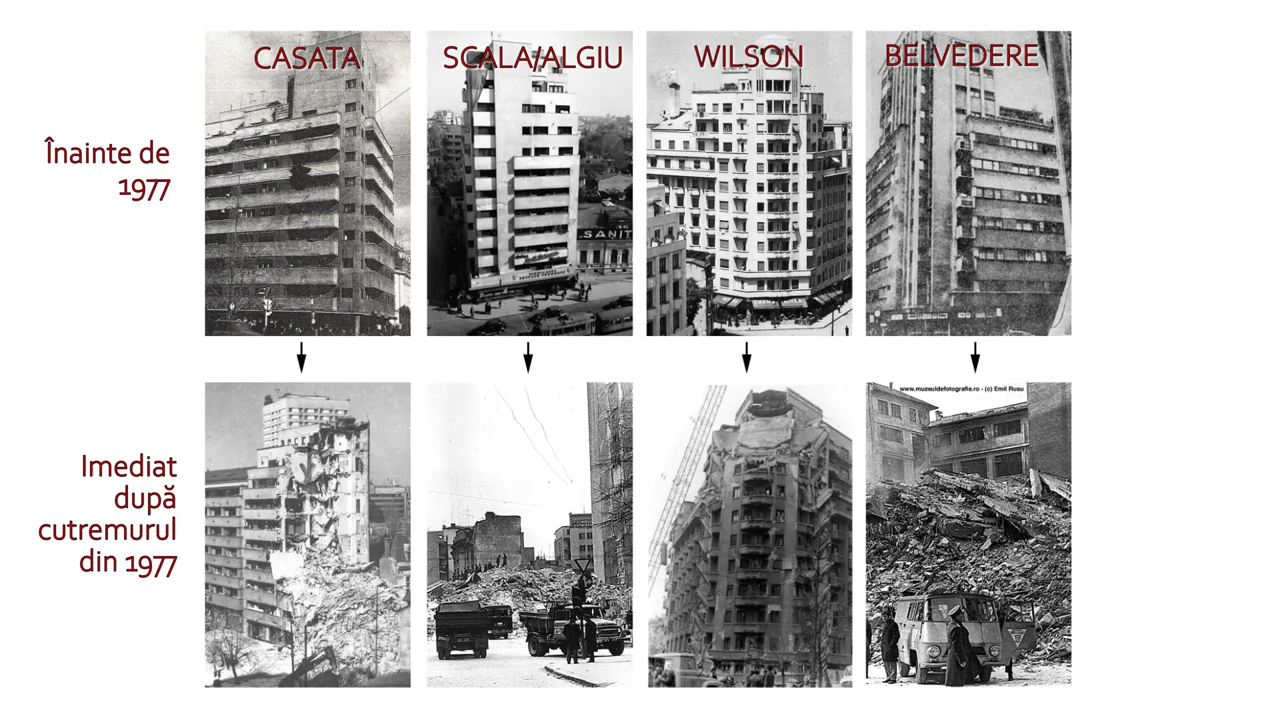 CASATA
SCALA/ALGIU
WILSON
BELVEDERE
Înainte de
1977
SANIT
www.muzeuldefotografie.ro - (c) Emil Rusu
Imediat
după
cutremurul
din 1977